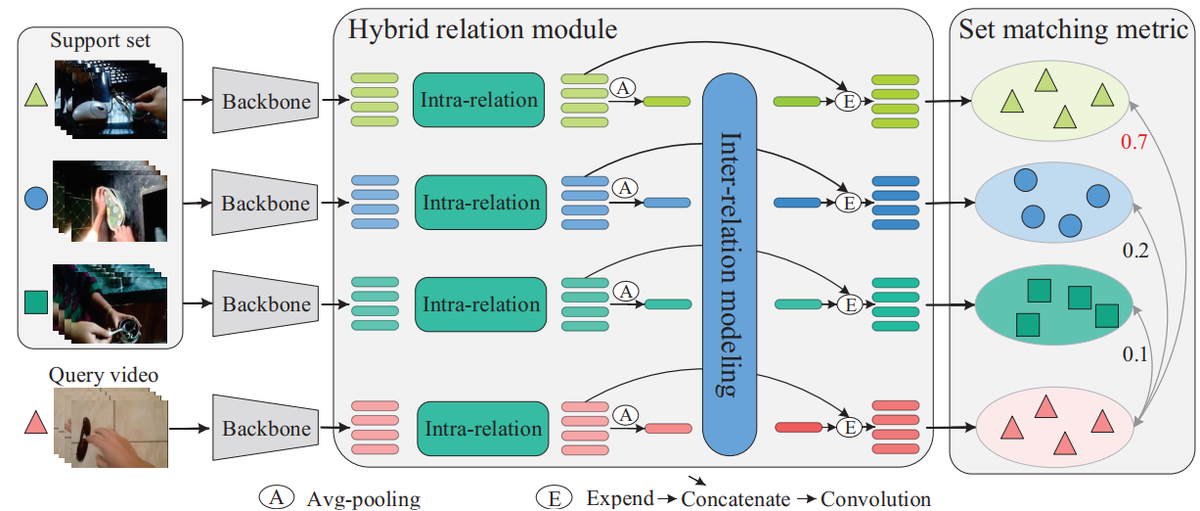 Hybrid relation module
Set matching metric
Support set
Backbone
Intra-relation
A
E
0.7
Backbone
Intra-relation
A
E
Inter-relation modeling
0.2
Backbone
Intra-relation
A
E
0.1
Query video
Backbone
Intra-relation
A
E
A Avg-pooling
E Expend → Concatenate → Convolution